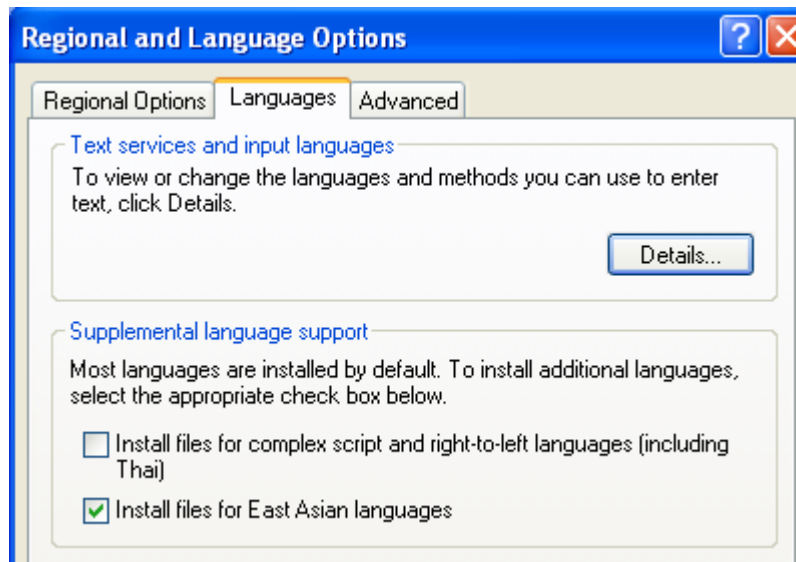 Regional and Language Options
Regional Options Languages Advanced
Text services and input languages
To view or change the languages and methods you can use to enter
text, click Details.
Details...
Supplemental language support
Most languages are installed by default. To install additional languages,
select the appropriate check box below.
Install files for complex script and right-to-left languages (including
Thai)
Install files for East Asian languages